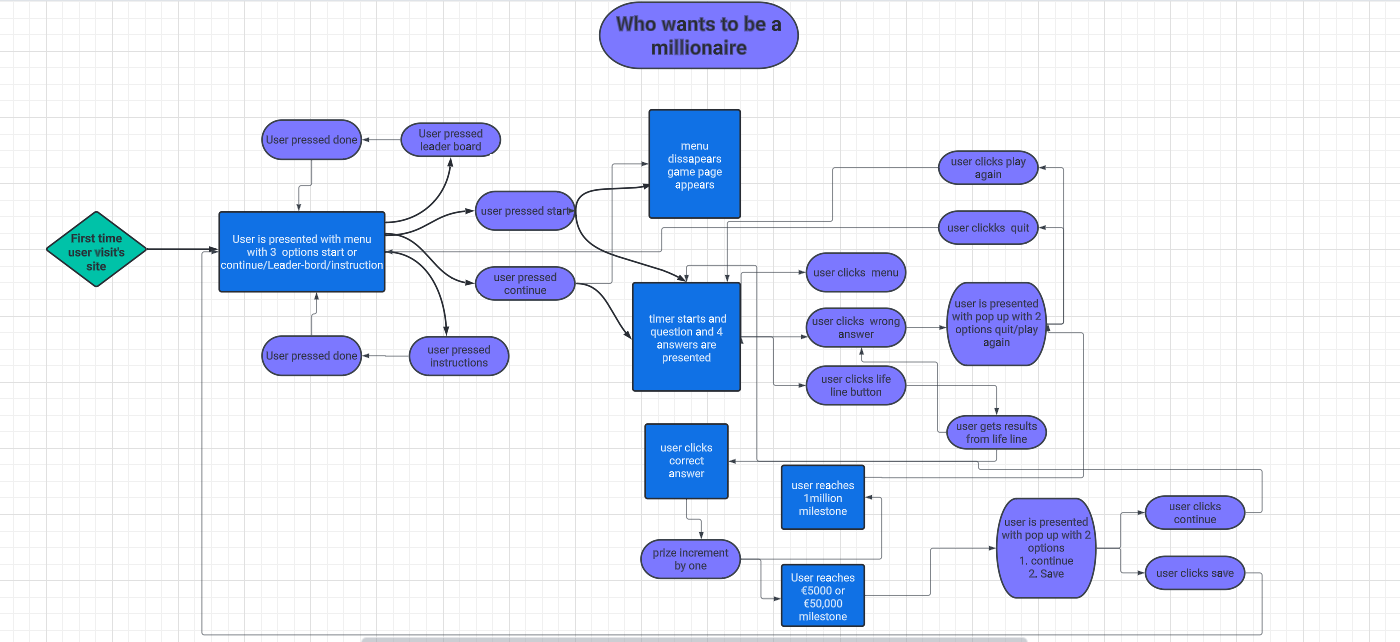 Who wants to be a
millionaire
User pressed done
User pressed
leader board
menu
dissapears
game page
appears
user clicks play
again
First time
user visit's
site
User is presented with menu
with 3 options start or
continue/Leader-bord/instruction
user pressed start
user clickks quit
user pressed
continue
user clicks menu
timer starts and
question and 4
answers are
presented
user clicks wrong
answer
user is presented
with pop up with 2
options quit/play
again
User pressed done
user pressed
instructions
user clicks life
line button
user gets results
from life line
user clicks
correct
answer
user reaches
1million
milestone
user is presented
with pop up with 2
options
1. continue
2. Save
user clicks
continue
prize increment
by one
User reaches
€5000 or
€50,000
milestone
user clicks save